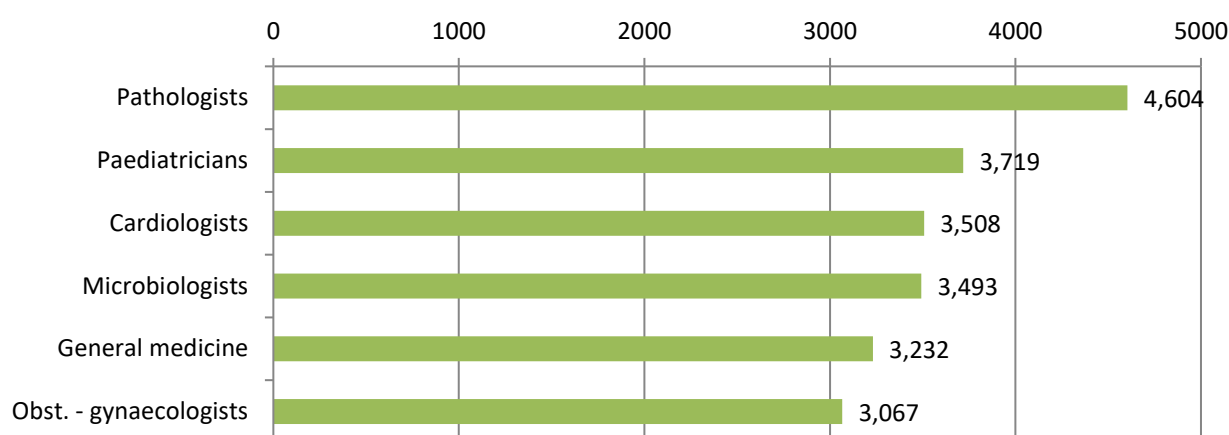 0 1000 2000 3000 4000 5000
Pathologists 4,604
Paediatricians 3,719
Cardiologists 3,508
Microbiologists 3,493
General medicine 3,232
Obst. - gynaecologists 3,067